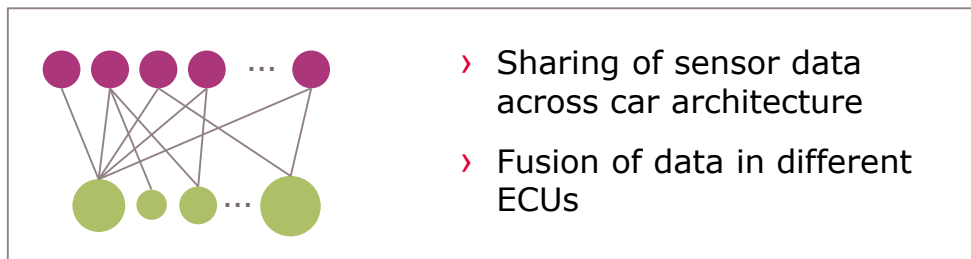 ...
› Sharing of sensor data
across car architecture
› Fusion of data in different
ECUs
...